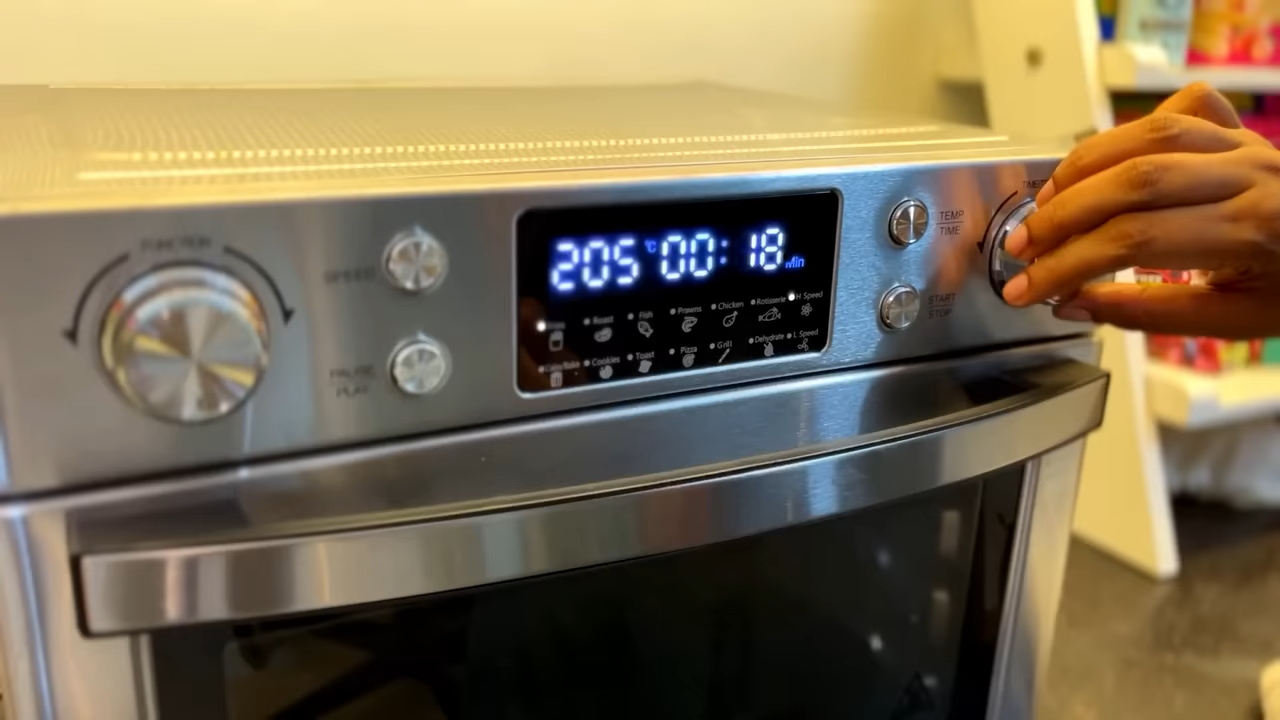 FUNCTION
SPEED
PAUSE
PLAY
205 °C 00: 18 Min
Roast Fish Prawns Chicken Rotisserie H Speed
Cookies Toast Pizza Grill Dehydrate L Speed
TEMP
TIME
START
STOP